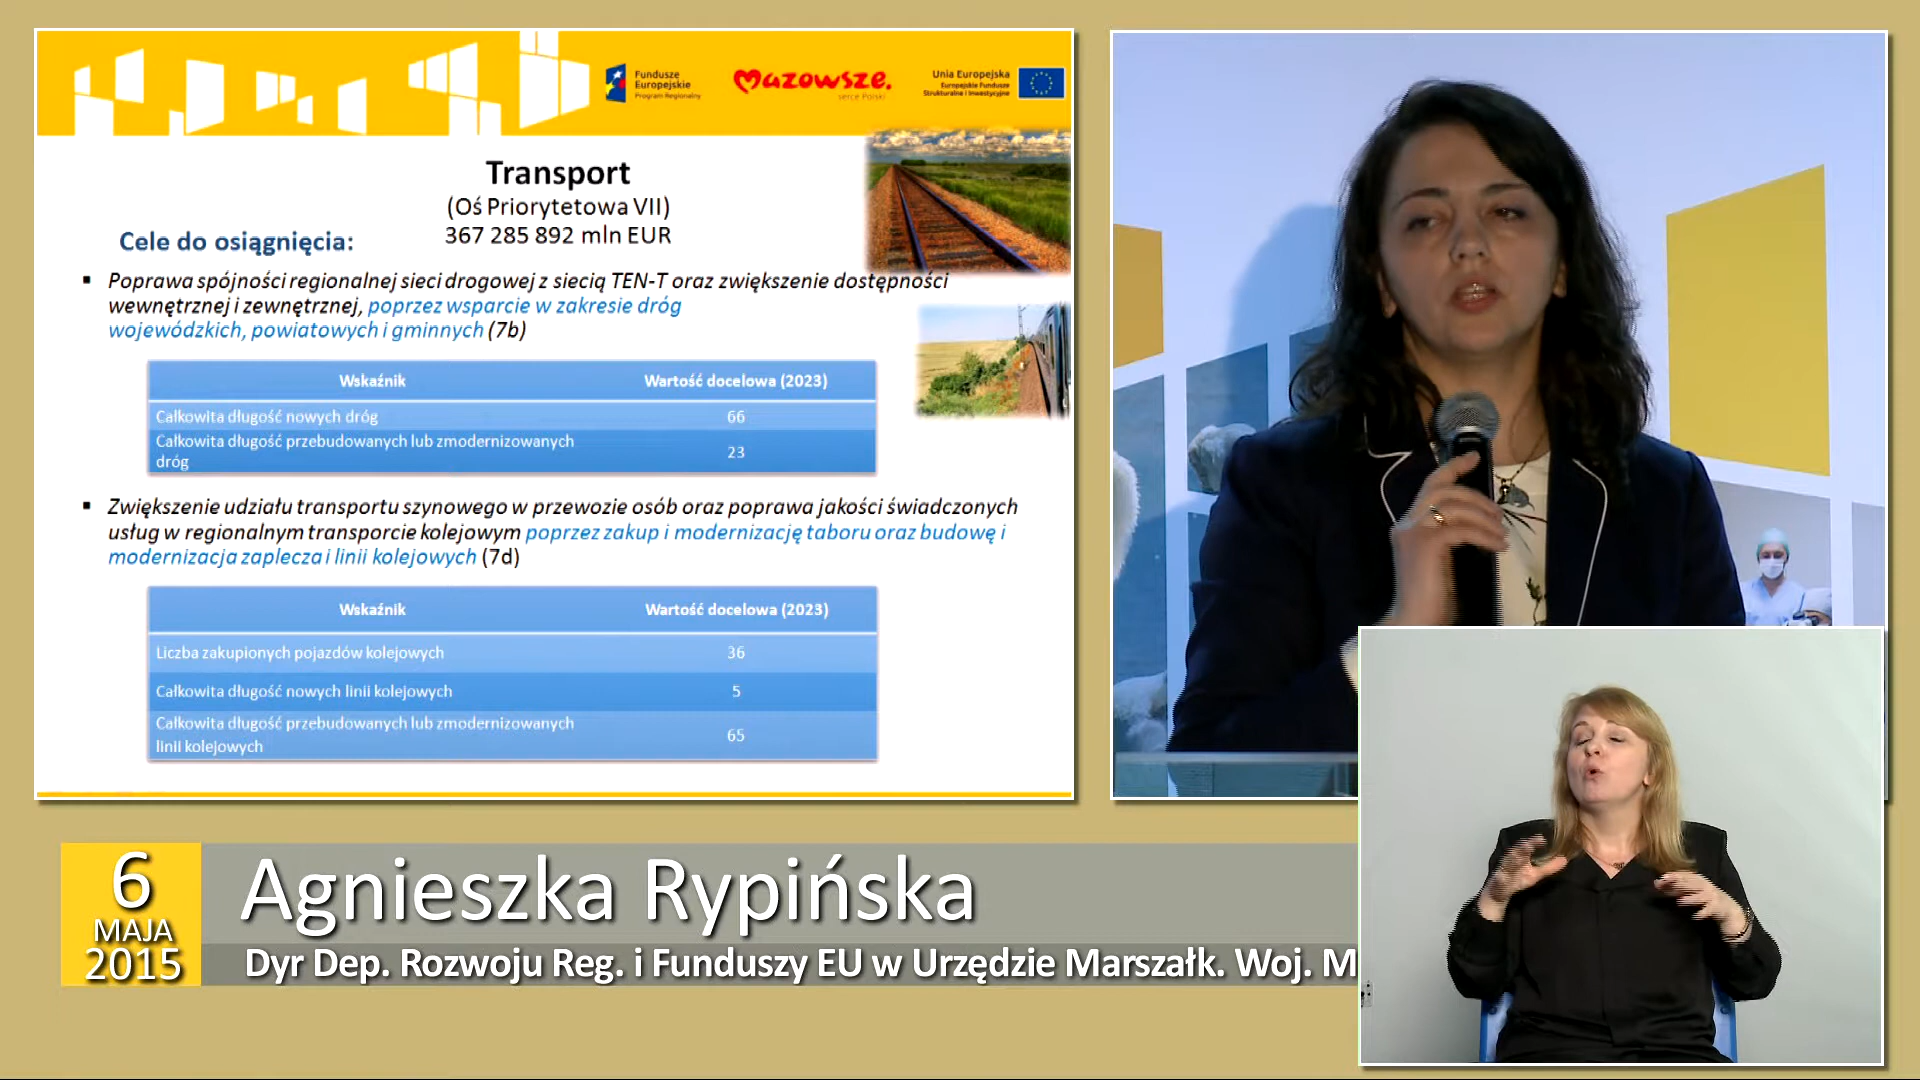 Fundusze
Europejskie
Program Regionalny
Mazowsze.
serce Polski
Unia Europejska
Europejskie Fundusze
Strukturalne i Inwestycyjne
Transport
(Oś Priorytetowa VII)
367 285 892 mln EUR
Cele do osiągnięcia:
▪ Poprawa spójności regionalnej sieci drogowej z siecią TEN-T oraz zwiększenie dostępności
wewnętrznej i zewnętrznej, poprzez wsparcie w zakresie dróg
wojewódzkich, powiatowych i gminnych (7b)
Wskaźnik Wartość docelowa (2023)
Całkowita długość nowych dróg 66
Całkowita długość przebudowanych lub zmodernizowanych
dróg 23
▪ Zwiększenie udziału transportu szynowego w przewozie osób oraz poprawa jakości świadczonych
usług w regionalnym transporcie kolejowym poprzez zakup i modernizację taboru oraz budowę i
modernizacja zaplecza i linii kolejowych (7d)
Wskaźnik Wartość docelowa (2023)
Liczba zakupionych pojazdów kolejowych 36
Całkowita długość nowych linii kolejowych 5
Całkowita długość przebudowanych lub zmodernizowanych
linii kolejowych 65
6
MAJA
2015
Agnieszka Rypińska
Dyr Dep. Rozwoju Reg. i Funduszy EU w Urzędzie Marszałk. Woj. M